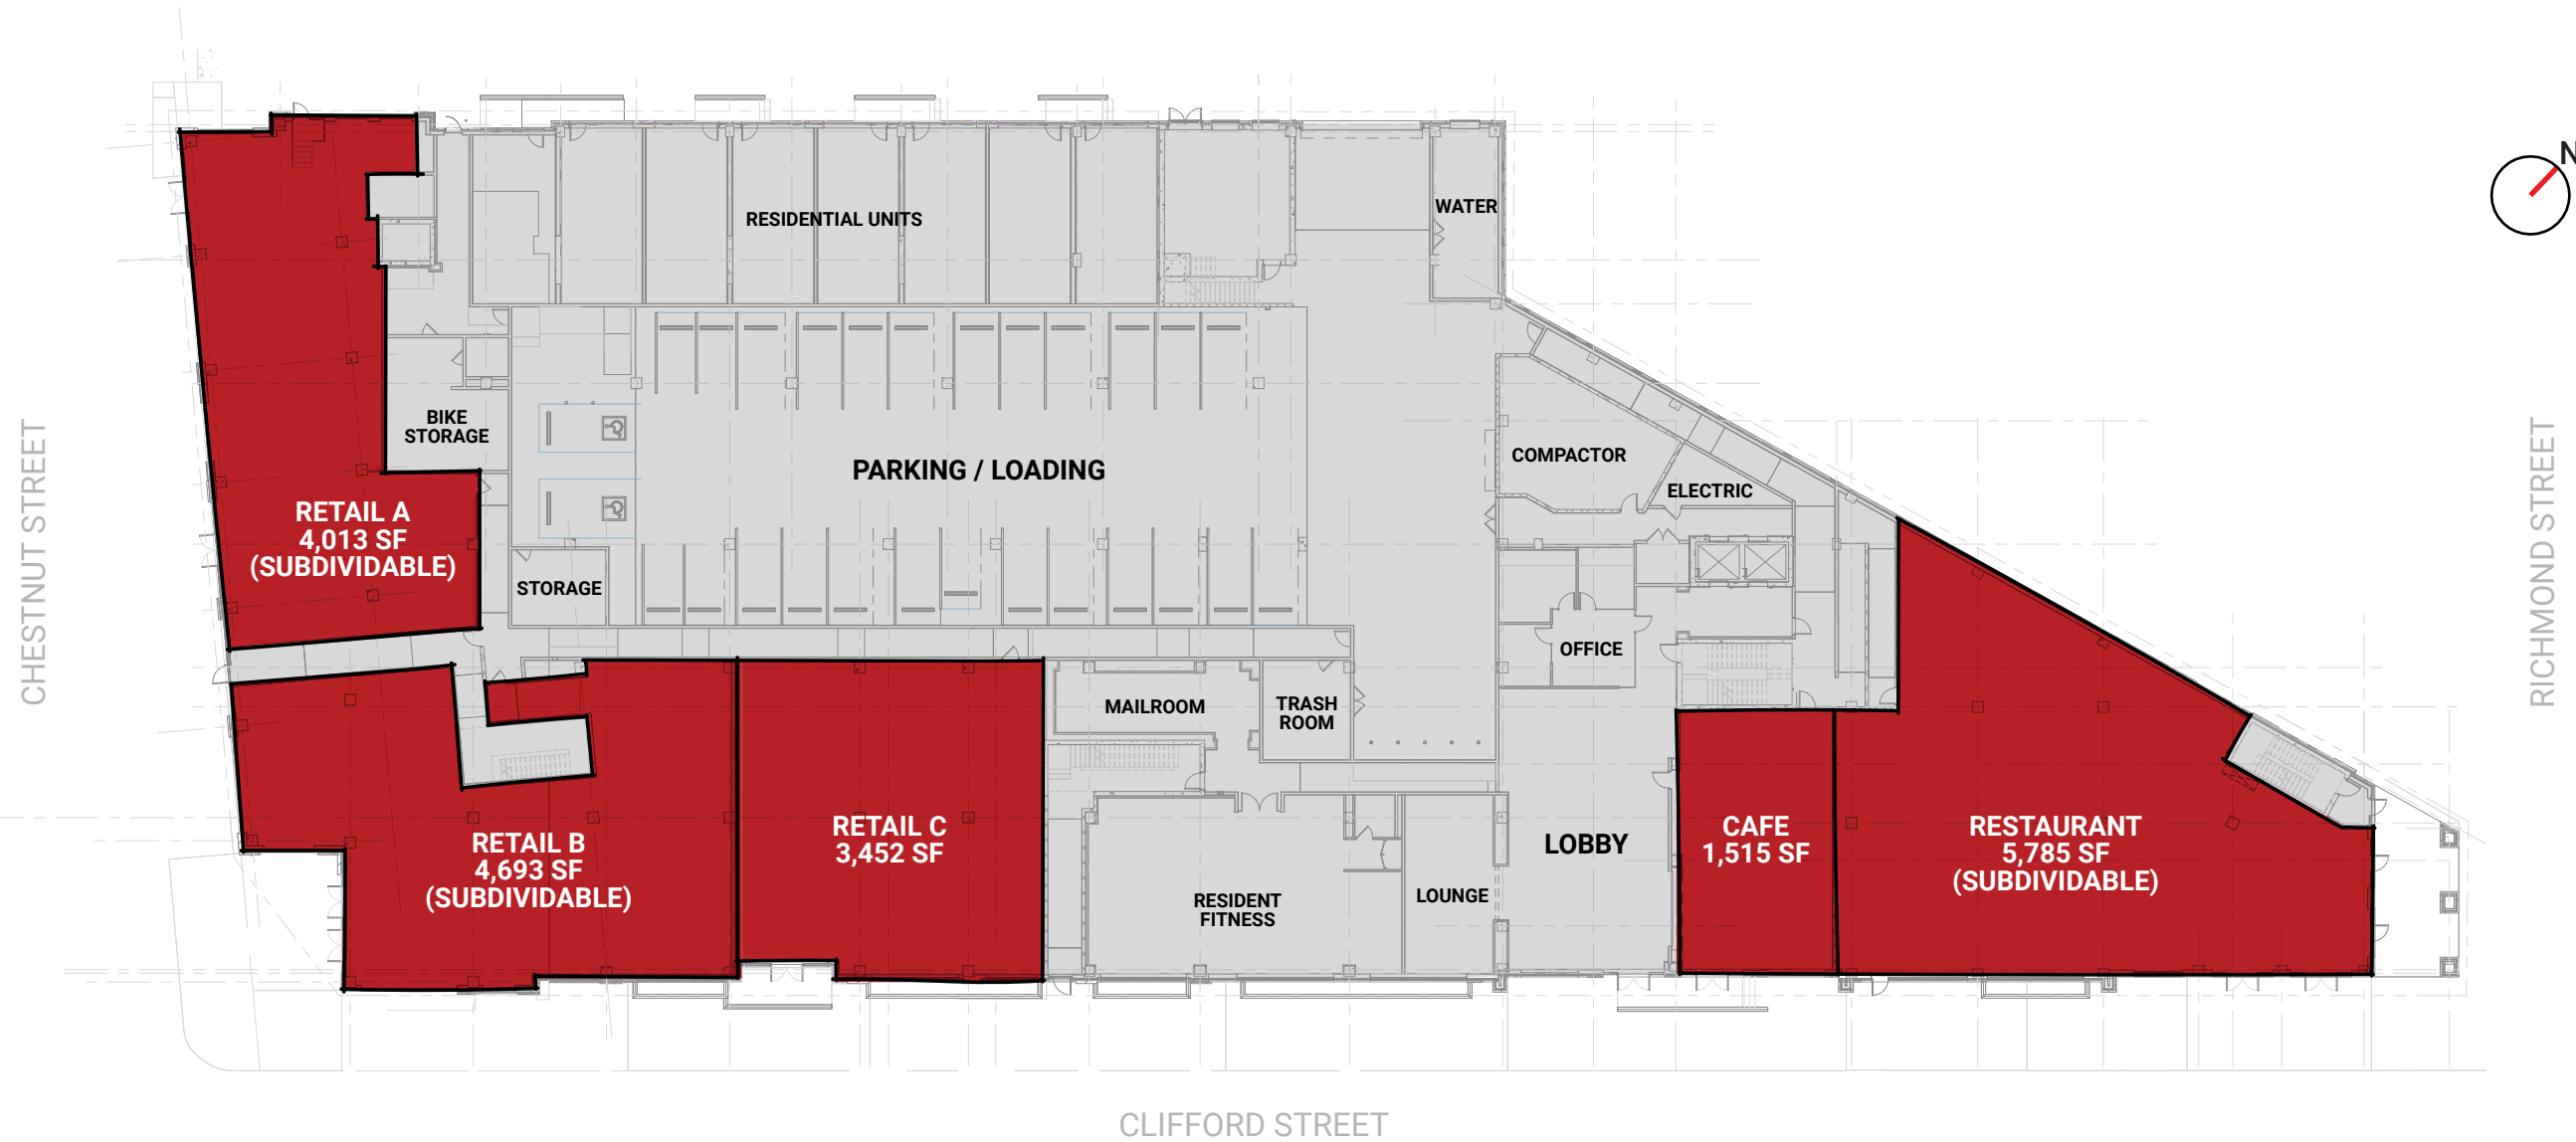 N
RESIDENTIAL UNITS
WATER
BIKE
STORAGE
PARKING / LOADING
COMPACTOR
ELECTRIC
CHESTNUT STREET
RICHMOND STREET
RETAIL A
4,013 SF
(SUBDIVIDABLE)
STORAGE
OFFICE
MAILROOM
TRASH
ROOM
RETAIL B
4,693 SF
(SUBDIVIDABLE)
RETAIL C
3,452 SF
RESIDENT
FITNESS
LOUNGE
LOBBY
CAFE
1,515 SF
RESTAURANT
5,785 SF
(SUBDIVIDABLE)
CLIFFORD STREET